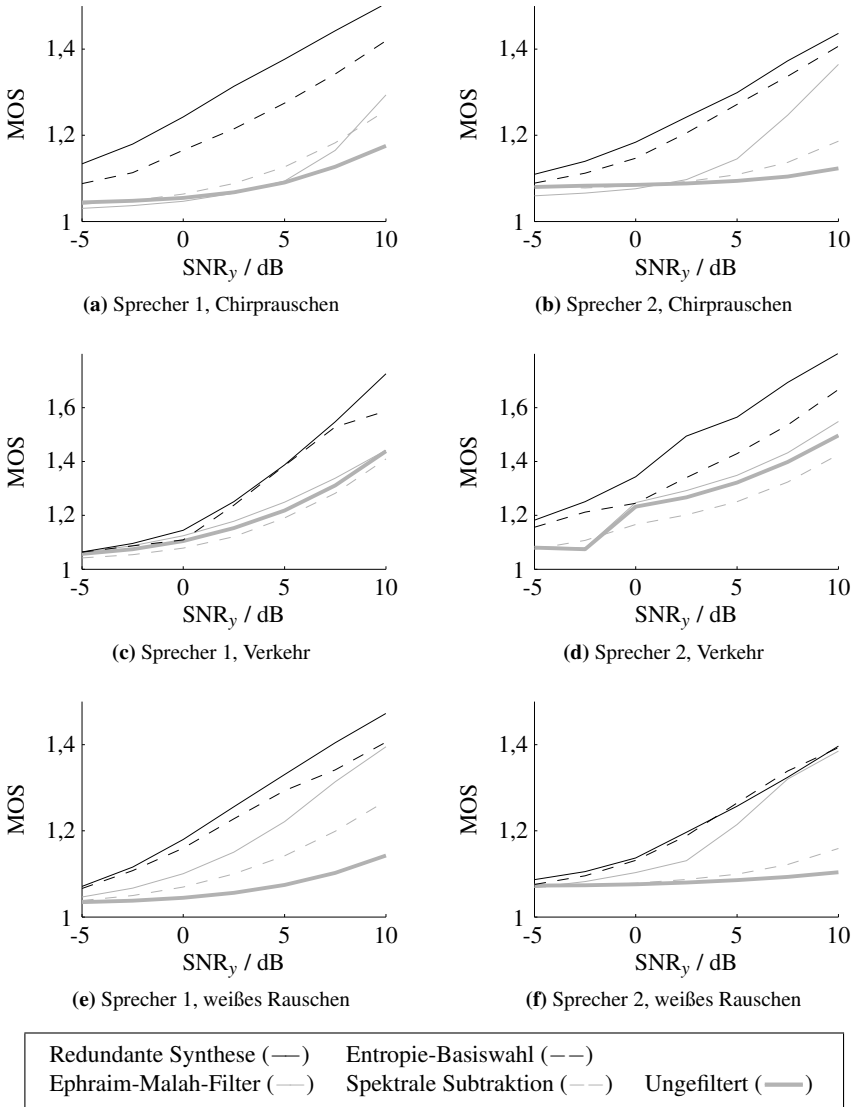 1,4
1,2
1
MOS
-5 0 5 10
SNRy / dB
(a) Sprecher 1, Chirprauschen
1,4
1,2
1
MOS
-5 0 5 10
SNRy / dB
(b) Sprecher 2, Chirprauschen
1,6
1,4
1,2
1
MOS
-5 0 5 10
SNRy / dB
(c) Sprecher 1, Verkehr
1,6
1,4
1,2
1
MOS
-5 0 5 10
SNRy / dB
(d) Sprecher 2, Verkehr
1,4
1,2
1
MOS
-5 0 5 10
SNRy / dB
(e) Sprecher 1, weißes Rauschen
1,4
1,2
1
MOS
-5 0 5 10
SNRy / dB
(f) Sprecher 2, weißes Rauschen
Redundante Synthese (—) Entropie-Basiswahl (– –)
Ephraim-Malah-Filter (—) Spektrale Subtraktion (– –) Ungefiltert (—)